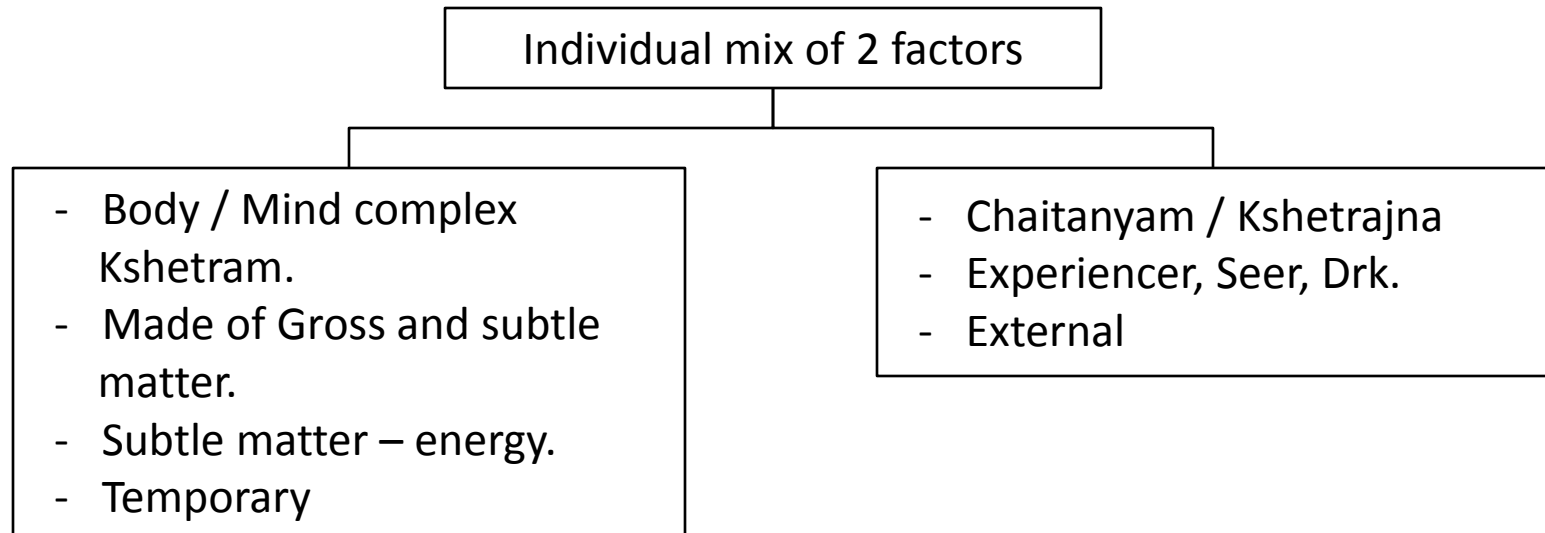 Individual mix of 2 factors
- Body / Mind complex
Kshetram.
- Made of Gross and subtle
matter.
- Subtle matter – energy.
- Temporary
- Chaitanyam / Kshetrajna
- Experiencer, Seer, Drk.
- External